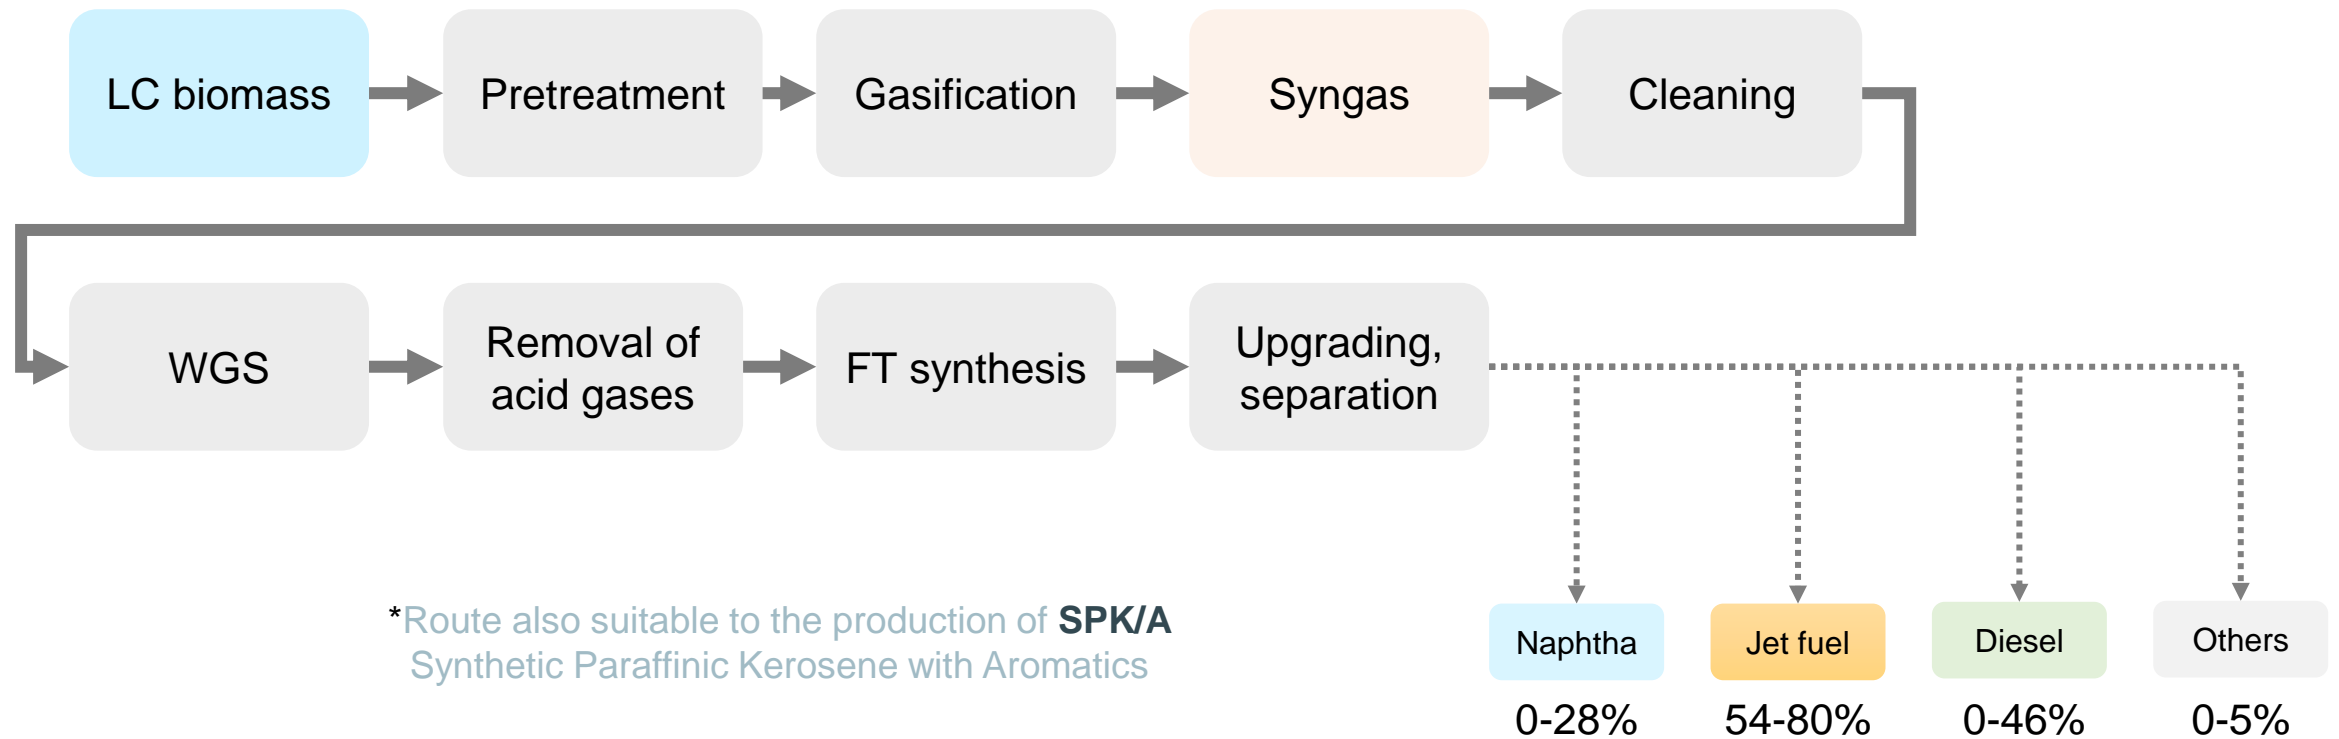 LC biomass
Pretreatment
Gasification
Syngas
Cleaning
WGS
Removal of
acid gases
FT synthesis
Upgrading,
separation
*Route also suitable to the production of SPK/A
Synthetic Paraffinic Kerosene with Aromatics
Naphtha
Jet fuel
Diesel
Others
0-28%
54-80%
0-46%
0-5%